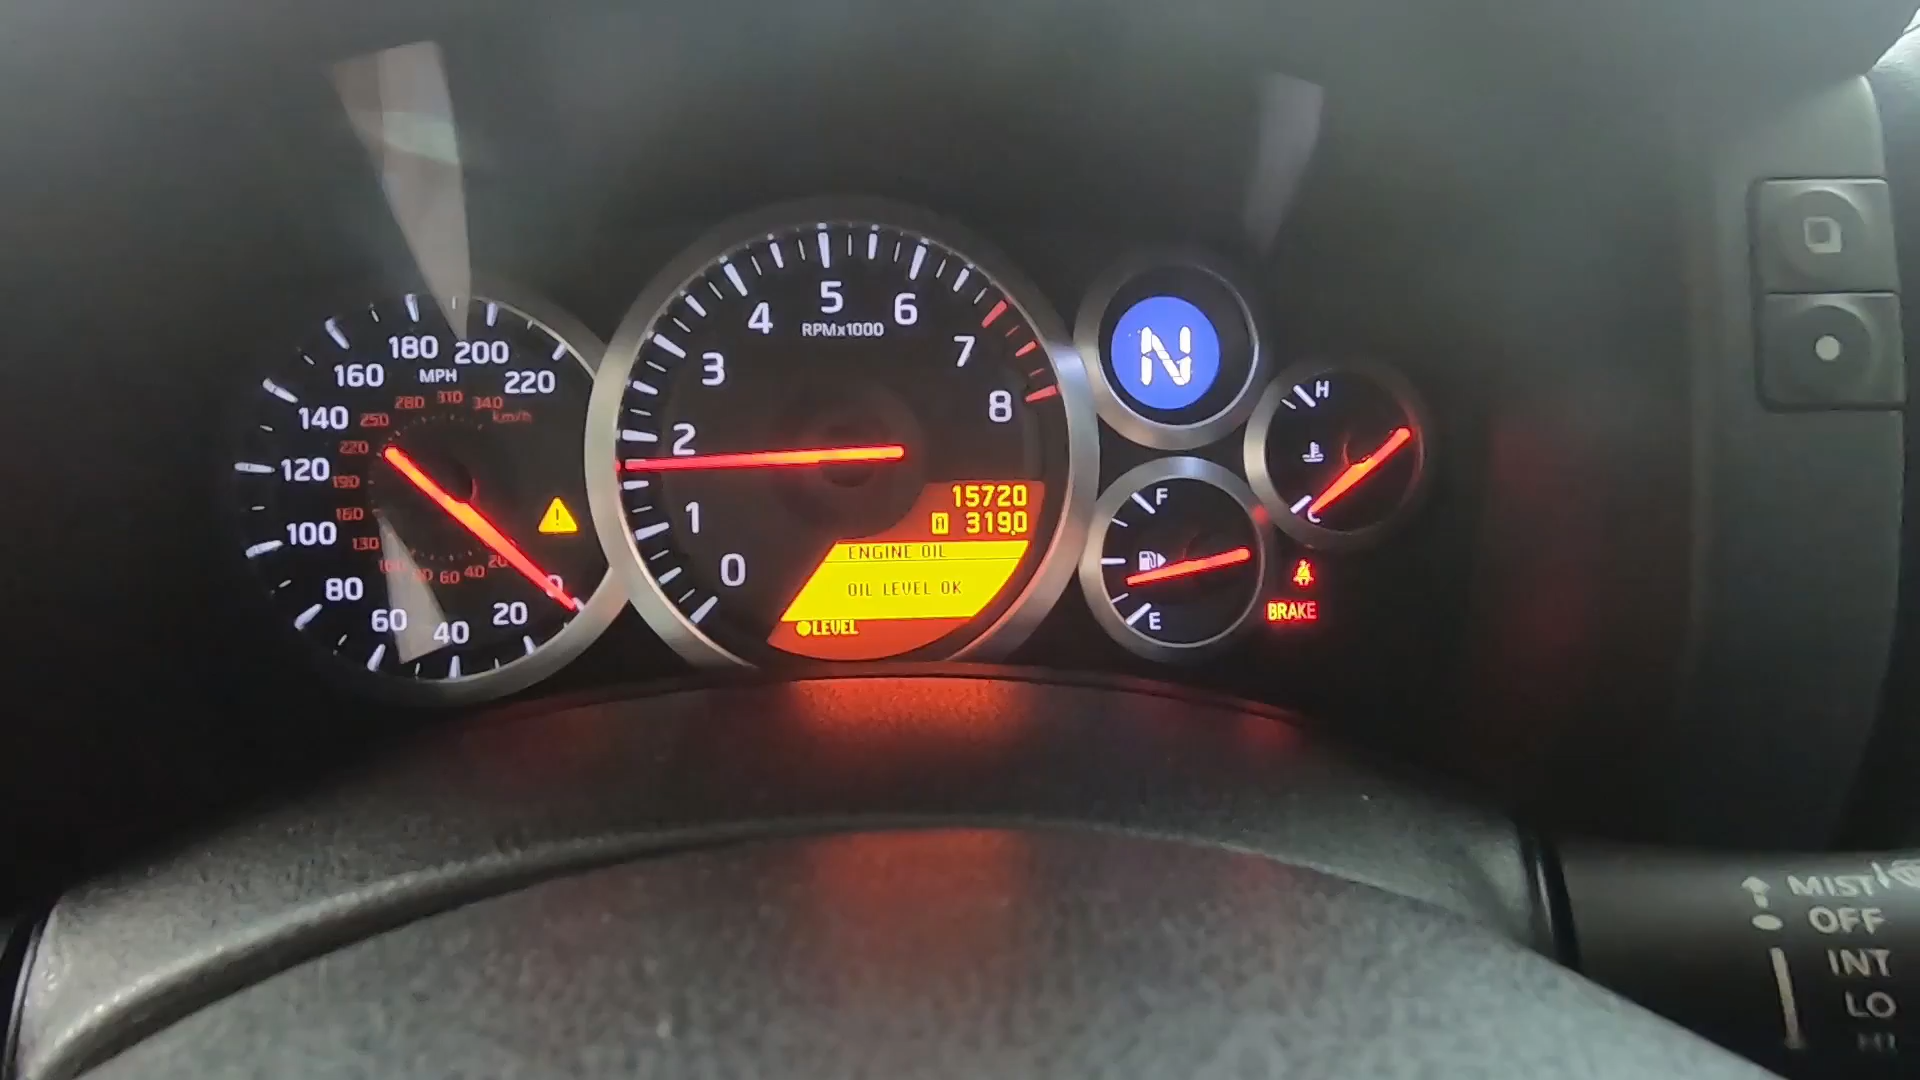 180 200
160 MPH 220
140
120
100
80
60
40
20
0
280 310 340
km/h
250
220
190
160
130
60 40 20
5
4 6
RPMx1000
3 7
2 8
1
0
N
15720
319.0
ENGINE OIL
OIL LEVEL OK
LEVEL
H
C
F
E
BRAKE
MIST
OFF
INT
LO